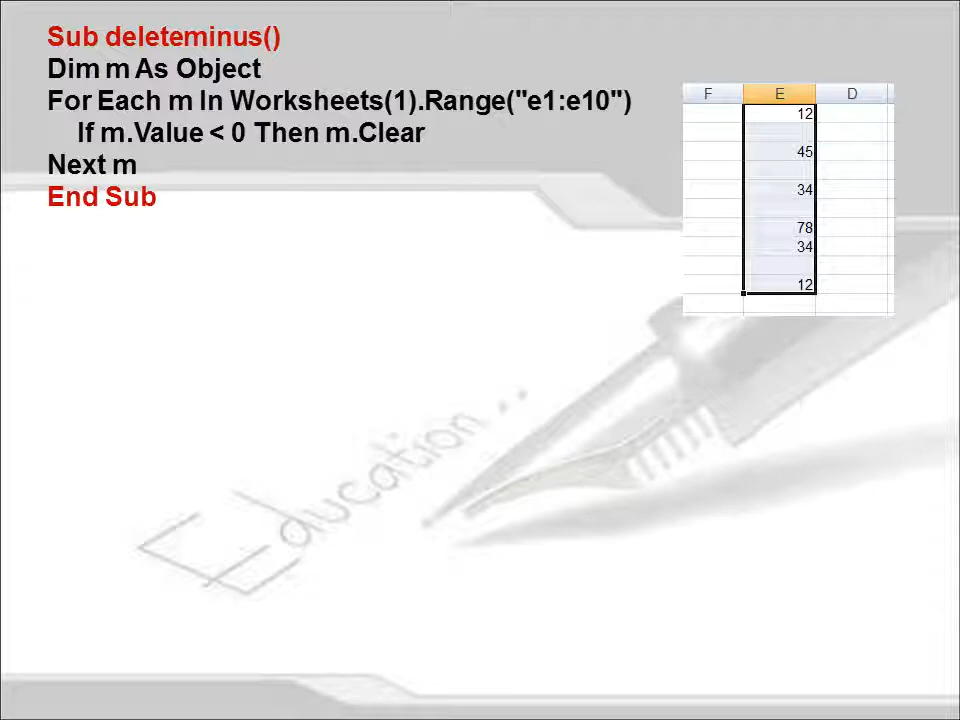 Sub deleteminus()
Dim m As Object
For Each m In Worksheets(1).Range("e1:e10")
If m.Value < 0 Then m.Clear
Next m
End Sub
F E D
12
45
34
78
34
12
Education ..